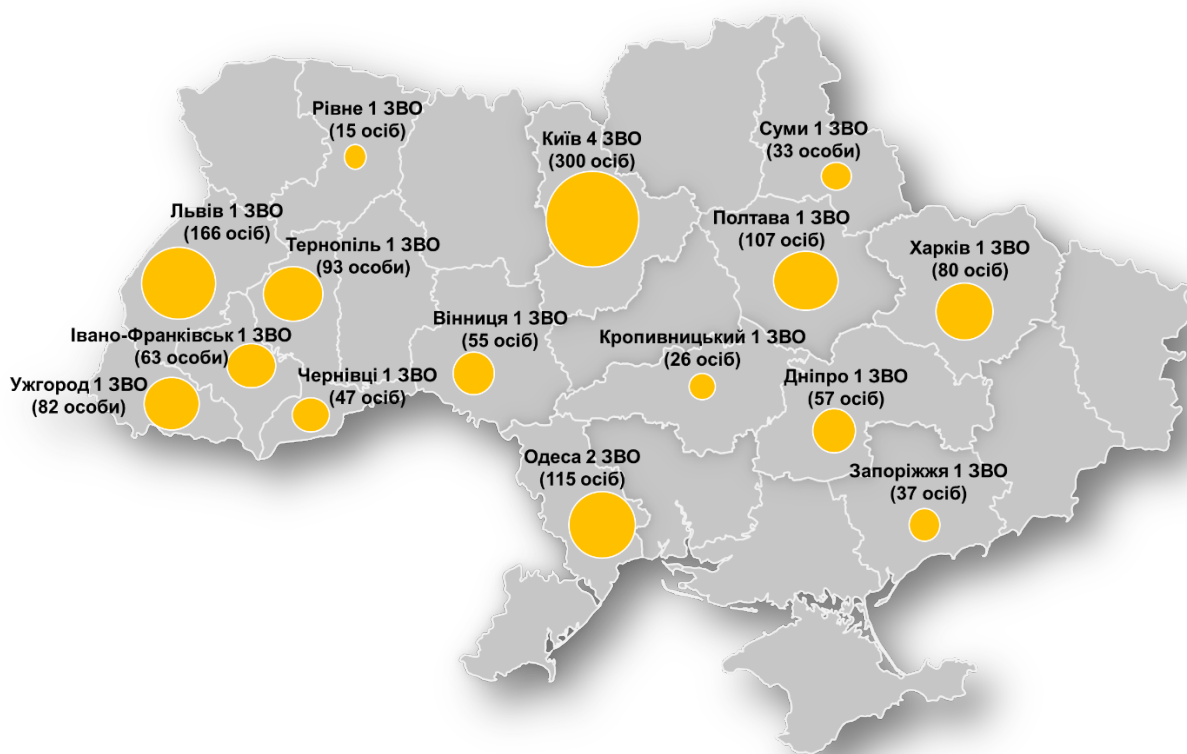 Рівне 1 ЗВО
(15 осіб)
Київ 4 ЗВО
(300 осіб)
Суми 1 ЗВО
(33 особи)
Львів 1 ЗВО
(166 осіб)
Тернопіль 1 ЗВО
(93 особи)
Полтава 1 ЗВО
(107 осіб)
Харків 1 ЗВО
(80 осіб)
Івано-Франківськ 1 ЗВО
(63 особи)
Вінниця 1 ЗВО
(55 осіб)
Кропивницький 1 ЗВО
(26 осіб)
Ужгород 1 ЗВО
(82 особи)
Чернівці 1 ЗВО
(47 осіб)
Дніпро 1 ЗВО
(57 осіб)
Одеса 2 ЗВО
(115 осіб)
Запоріжжя 1 ЗВО
(37 осіб)